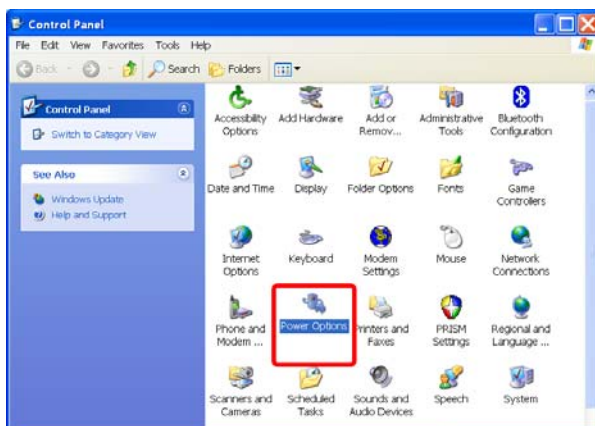 Control Panel
File Edit View Favorites Tools Help
Back Search Folders
Control Panel
Switch to Category View
See Also
Windows Update
Help and Support
Accessibility Options
Add Hardware
Add or Remov...
Administrative Tools
Bluetooth Configuration
Date and Time
Display
Folder Options
Fonts
Game Controllers
Internet Options
Keyboard
Modem Settings
Mouse
Network Connections
Phone and Modem ...
Power Options
Printers and Faxes
PRISM Settings
Regional and Language ...
Scanners and Cameras
Scheduled Tasks
Sounds and Audio Devices
Speech
System